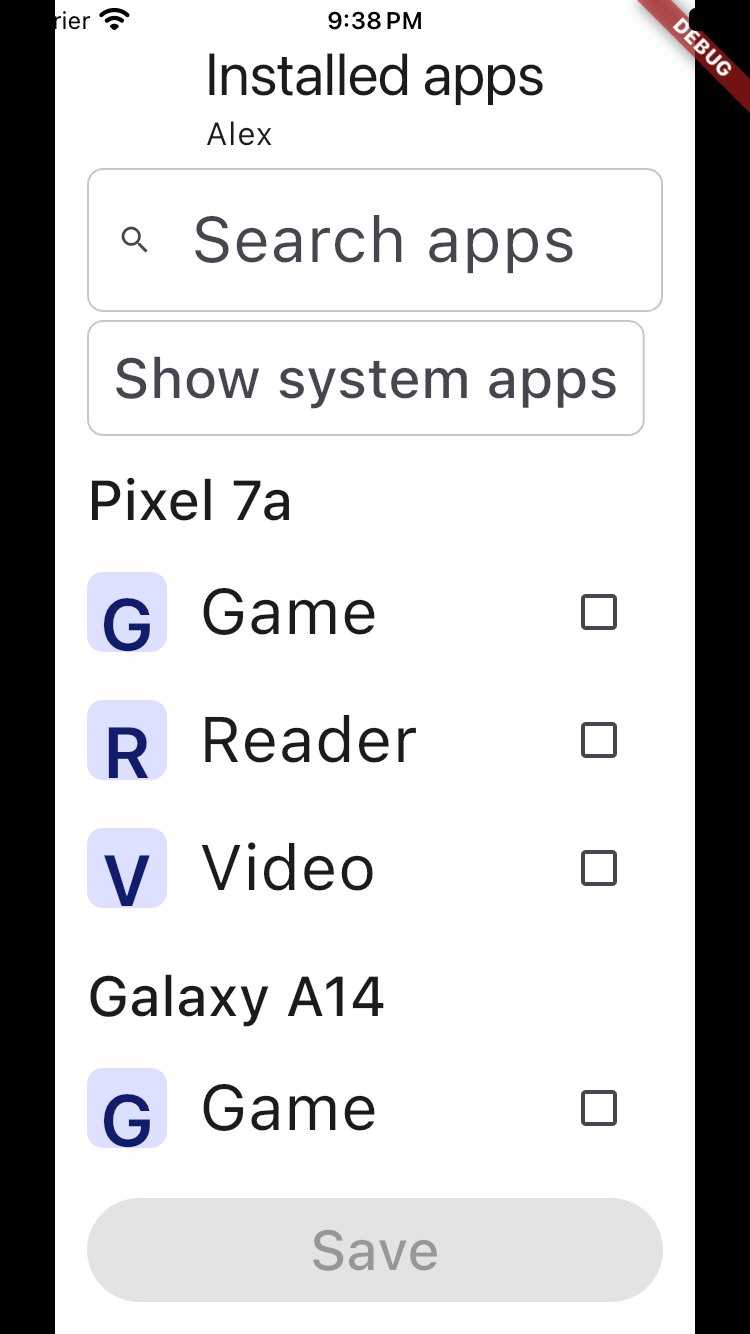 rier 9:38 PM
DEBUG
Installed apps
Alex
Search apps
Show system apps
Pixel 7a
G Game
R Reader
V Video
Galaxy A14
G Game
Save